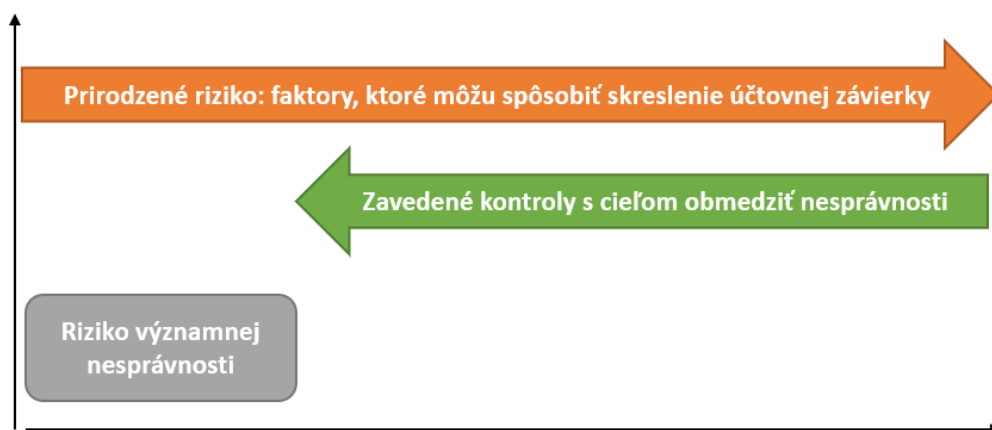 Prirodzené riziko: faktory, ktoré môžu spôsobiť skreslenie účtovnej závierky
Zavedené kontroly s cieľom obmedziť nesprávnosti
Riziko významnej
nesprávnosti